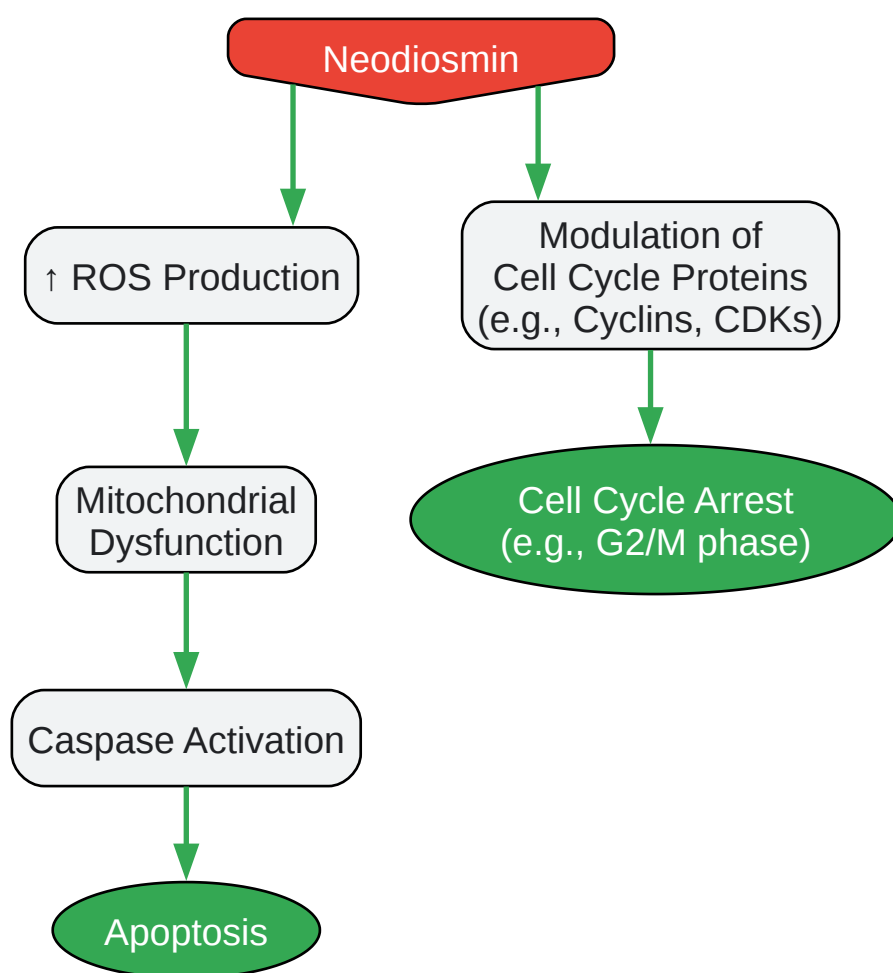 Neodiosmin
↑ ROS Production
Modulation of
Cell Cycle Proteins
(e.g., Cyclins, CDKs)
Mitochondrial
Dysfunction
Cell Cycle Arrest
(e.g., G2/M phase)
Caspase Activation
Apoptosis